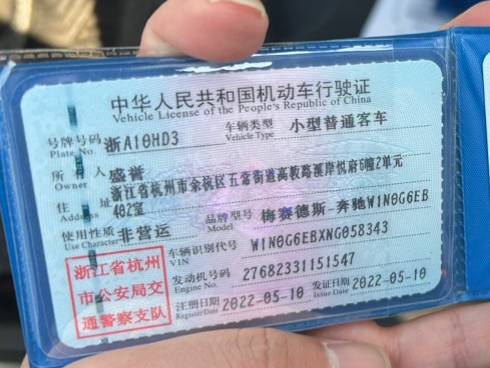 中华人民共和国机动车行驶证
Vehicle License of the People's Republic of China
号牌号码 浙A10HD3 车辆类型 小型普通客车
Plate No. Vehicle Type
所有人 盛誉
Owner
住址 浙江省杭州市余杭区五常街道高教路溪岸悦府6幢2单元
Address 402室
使用性质 非营运 品牌型号 梅赛德斯-奔驰W1N0G6EB
Use Character Model
浙江省杭州
市公安局交
通警察支队
车辆识别代号 W1N0G6EBXNG058343
VIN
发动机号码 27682331151547
Engine No.
注册日期 2022-05-10 发证日期 2022-05-10
Register Date Issue Date